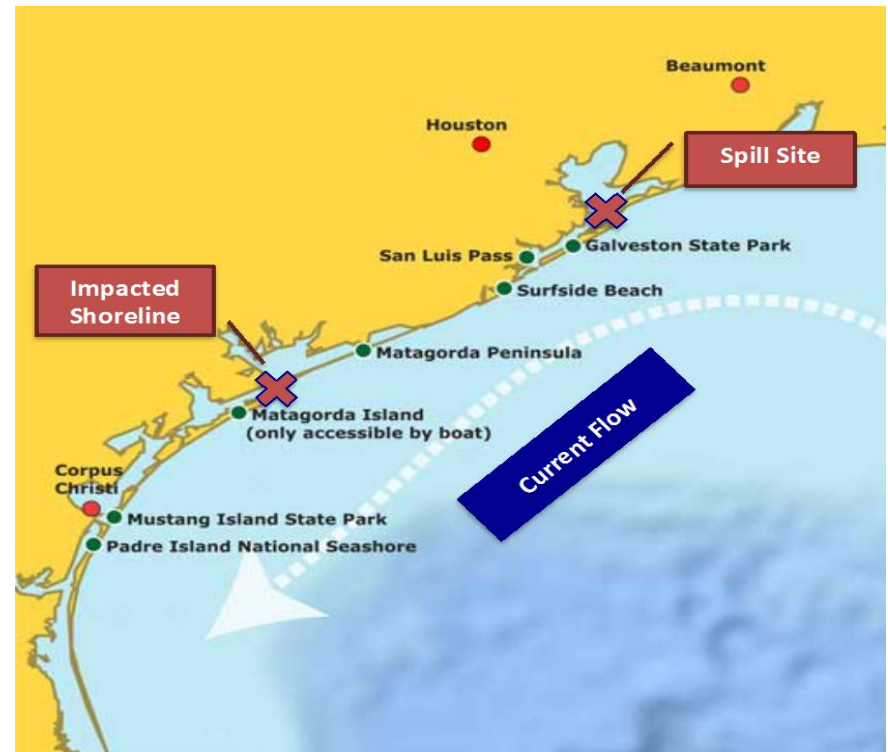 Beaumont
Houston
Spill Site
San Luis Pass
Galveston State Park
Impacted
Shoreline
Surfside Beach
Matagorda Peninsula
Current Flow
Matagorda Island
(only accessible by boat)
Corpus
Christi
Mustang Island State Park
Padre Island National Seashore